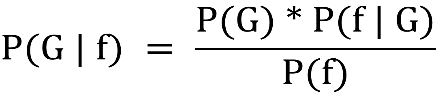 P(G | f) = P(G) * P(f | G)
P(f)